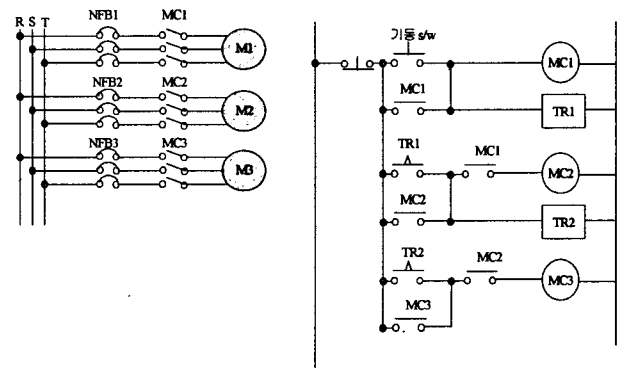 R S T
NFB1
MC1
M1
NFB2
MC2
M2
NFB3
MC3
M3
기동 s/w
MC1
MC1
TR1
TR1
MC1
MC2
MC2
TR2
TR2
MC2
MC3
MC3